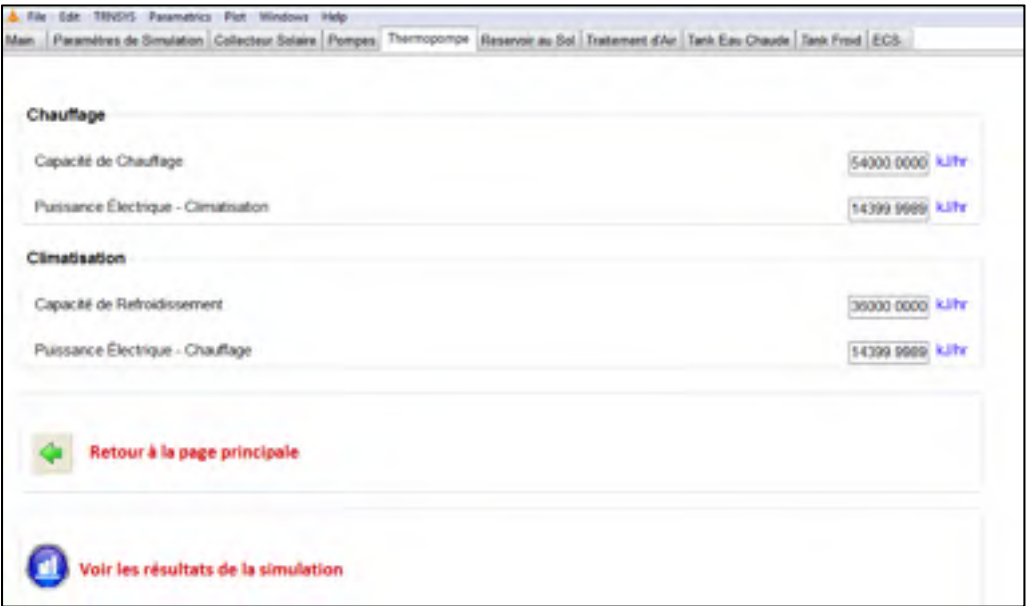 File Edit TRNSYS Parametrics Plot Windows Help
Main Paramètres de Simulation Collecteur Solaire Pompes Thermopompe Reservoir au Sol Traitement d'Air Tank Eau Chaude Tank Froid ECS
Chauffage
Capacité de Chauffage 54000.0000 kJ/hr
Puissance Électrique - Climatisation 14399.9989 kJ/hr
Climatisation
Capacité de Refroidissement 36000.0000 kJ/hr
Puissance Électrique - Chauffage 14399.9989 kJ/hr
Retour à la page principale
Voir les résultats de la simulation